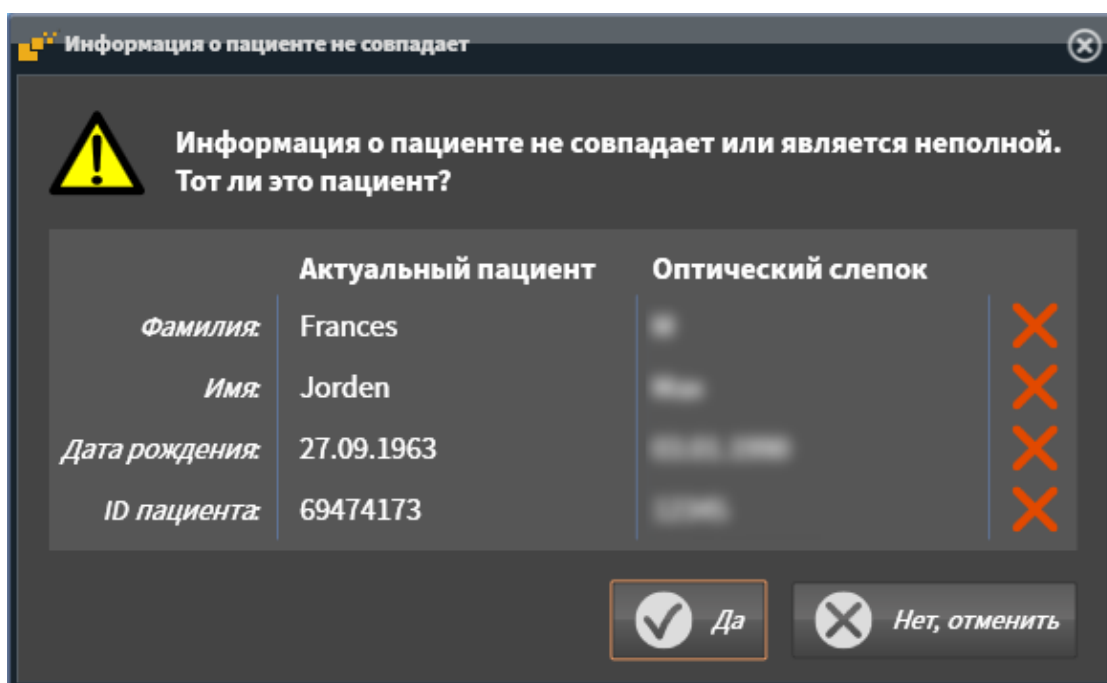 Информация о пациенте не совпадает
Информация о пациенте не совпадает или является неполной.
Тот ли это пациент?
Актуальный пациент Оптический слепок
Фамилия: Frances
Имя: Jorden
Дата рождения: 27.09.1963
ID пациента: 69474173
Да Нет, отменить